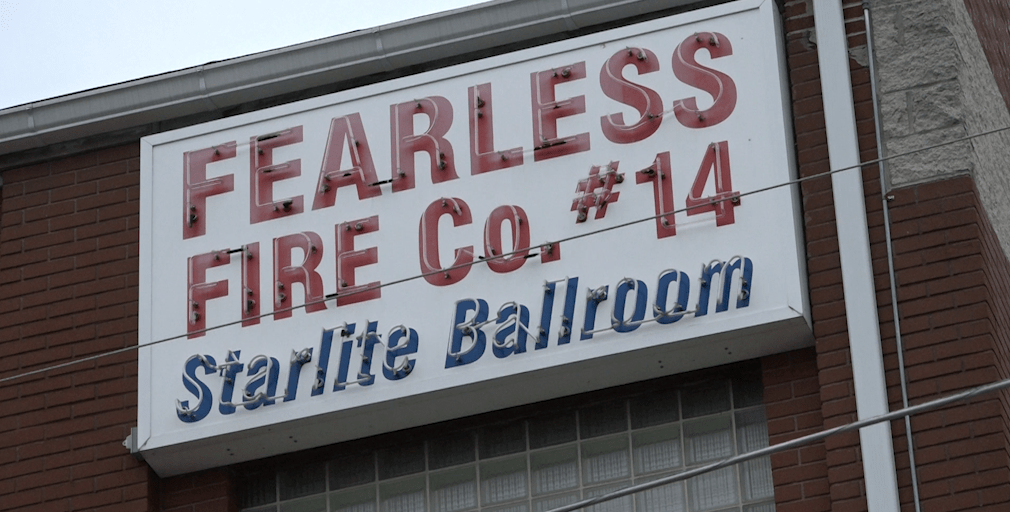 FEARLESS
FIRE Co. #14
Starlite Ballroom